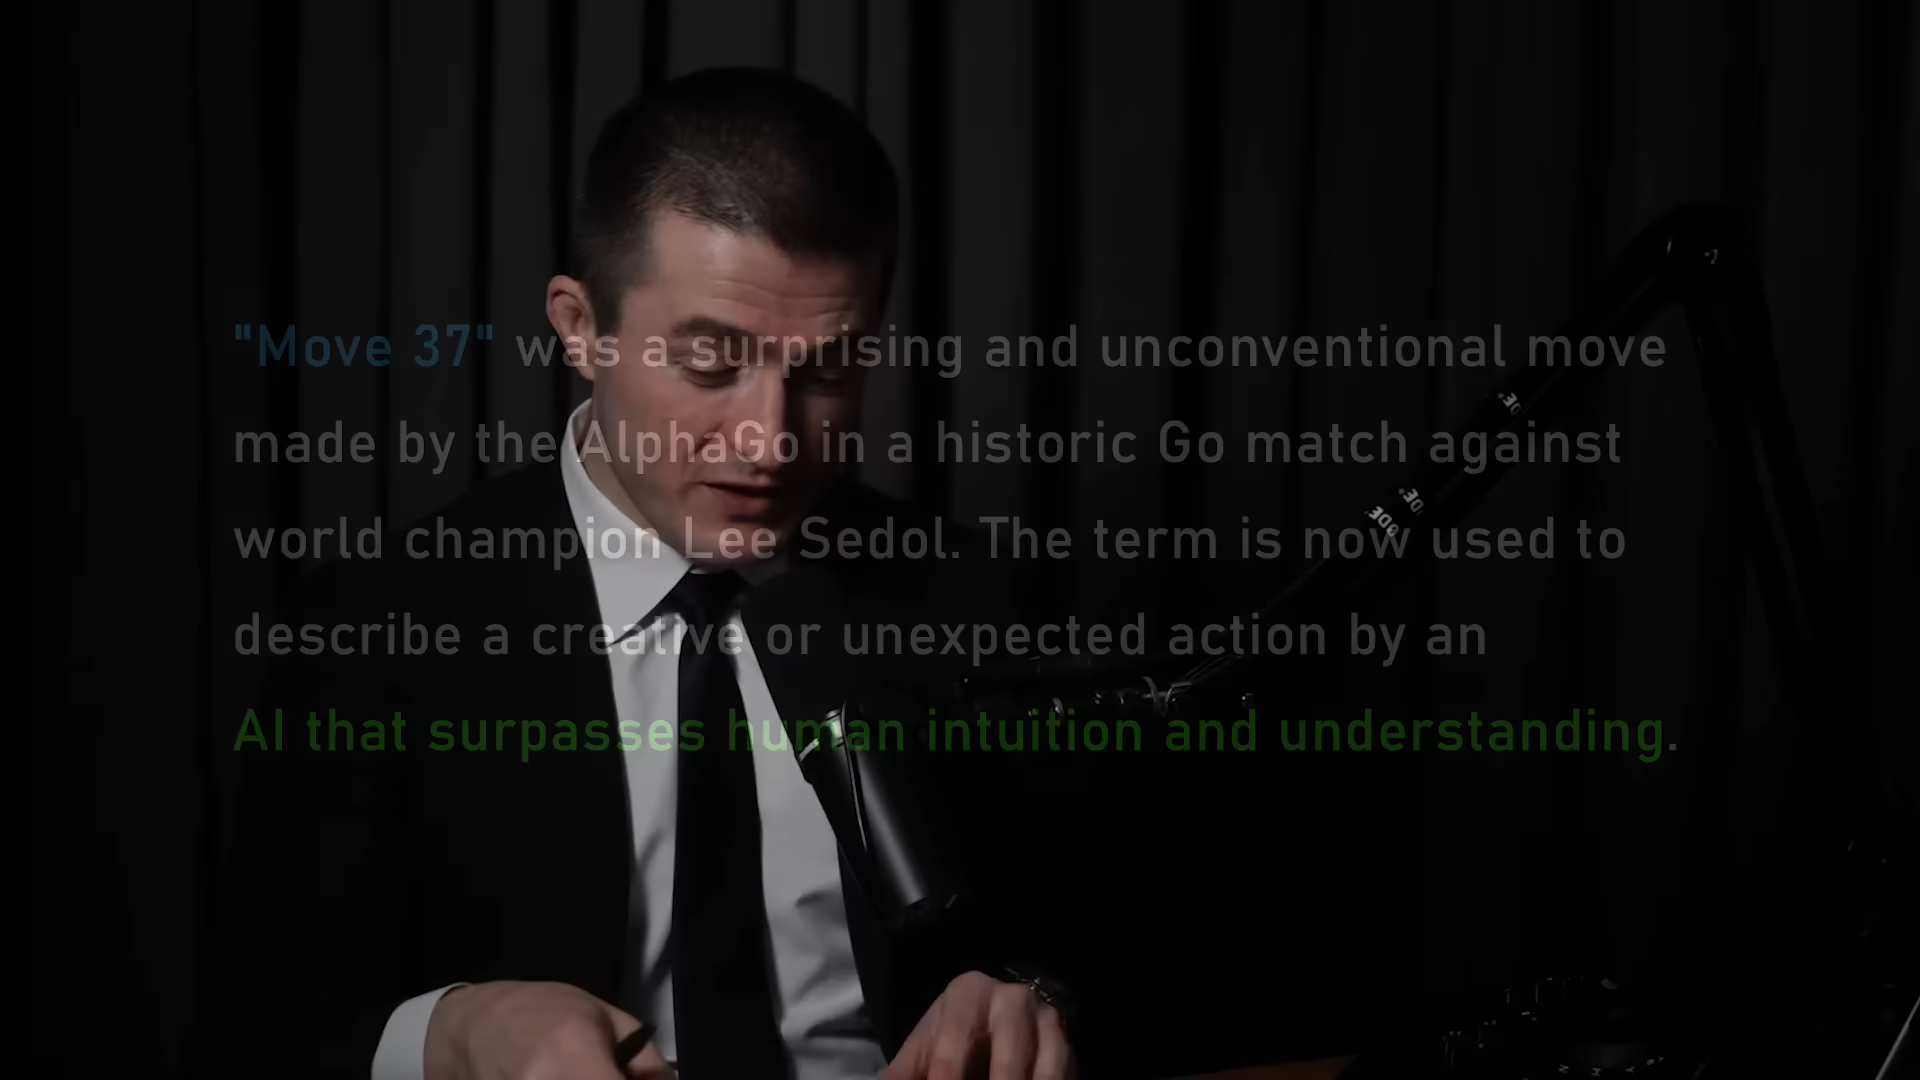 "Move 37" was a surprising and unconventional move
made by the AlphaGo in a historic Go match against
world champion Lee Sedol. The term is now used to
describe a creative or unexpected action by an
AI that surpasses human intuition and understanding.